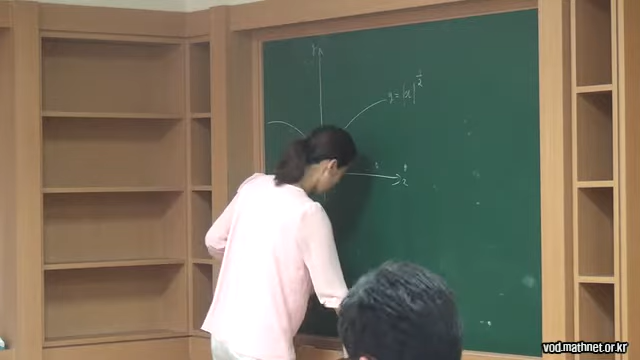 y = |x|^{1/2}
x
vod.mathnet.or.kr